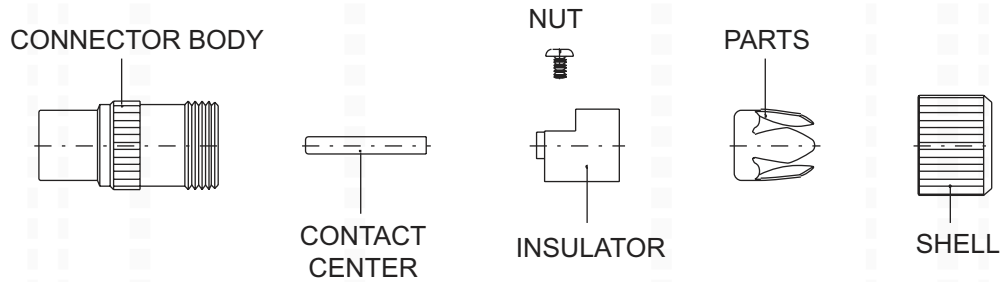 NUT
CONNECTOR BODY
PARTS
CONTACT
CENTER
INSULATOR
SHELL